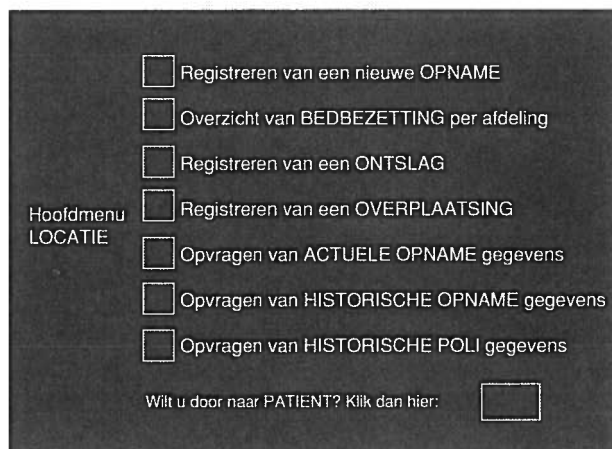 Registreren van een nieuwe OPNAME
Overzicht van BEDBEZETTING per afdeling
Registreren van een ONTSLAG
Registreren van een OVERPLAATSING
Hoofdmenu
LOCATIE
Opvragen van ACTUELE OPNAME gegevens
Opvragen van HISTORISCHE OPNAME gegevens
Opvragen van HISTORISCHE POLI gegevens
Wilt u door naar PATIENT? Klik dan hier: